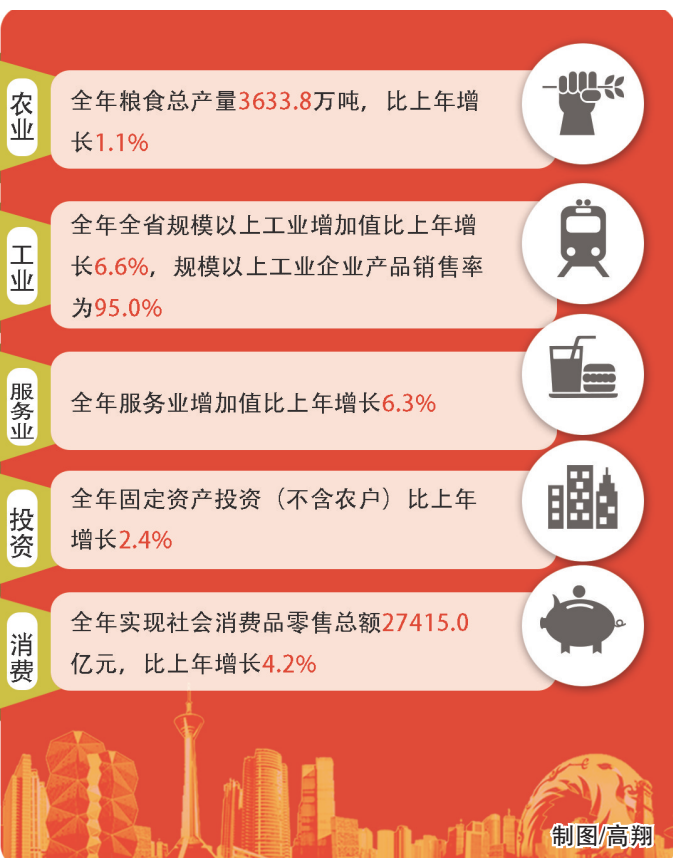 农业
全年粮食总产量3633.8万吨，比上年增
长1.1%
工业
全年全省规模以上工业增加值比上年增
长6.6%，规模以上工业企业产品销售率
为95.0%
服务业
全年服务业增加值比上年增长6.3%
投资
全年固定资产投资（不含农户）比上年
增长2.4%
消费
全年实现社会消费品零售总额27415.0
亿元，比上年增长4.2%
制图/高翔